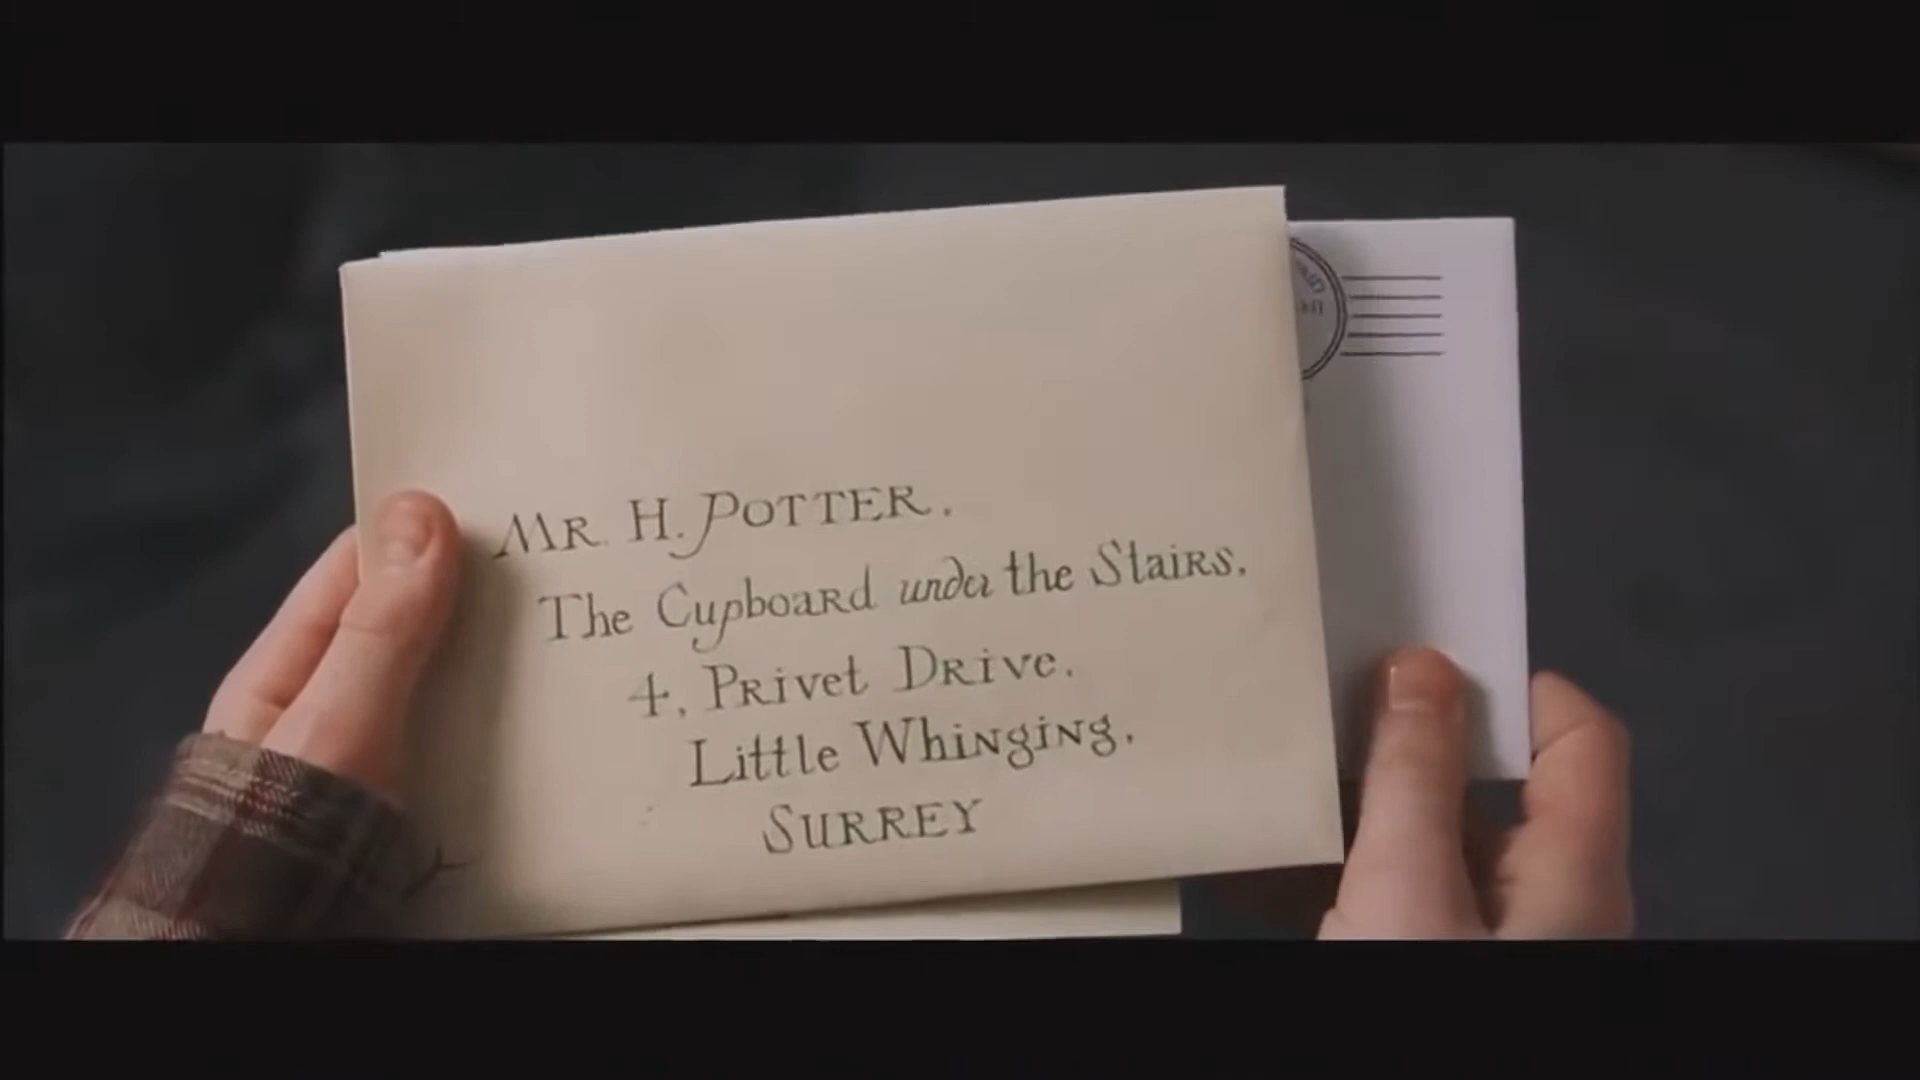 MR. H. POTTER,
The Cupboard under the Stairs,
4, Privet Drive,
Little Whinging,
SURREY